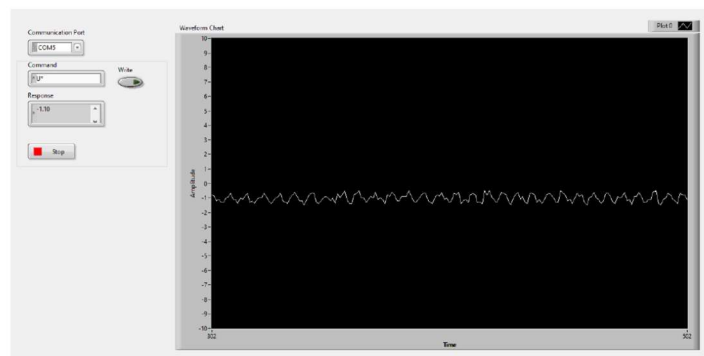 Communication Port
COM5
Command
U*
Write
Response
-1.10
Stop
Waveform Chart
Plot 0
10
9
8
7
6
5
4
3
2
1
0
-1
-2
-3
-4
-5
-6
-7
-8
-9
-10
Amplitude
302
502
Time